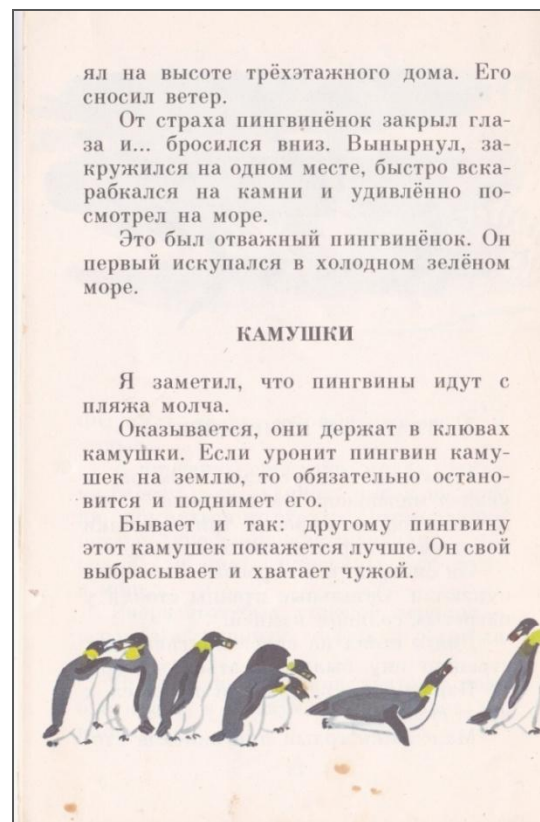 ял на высоте трёхэтажного дома. Его
сносил ветер.
От страха пингвинёнок закрыл гла-
за и... бросился вниз. Вынырнул, за-
кружился на одном месте, быстро вска-
рабкался на камни и удивлённо по-
смотрел на море.
Это был отважный пингвинёнок. Он
первый искупался в холодном зелёном
море.
КАМУШКИ
Я заметил, что пингвины идут с
пляжа молча.
Оказывается, они держат в клювах
камушки. Если уронит пингвин каму-
шек на землю, то обязательно остано-
вится и поднимет его.
Бывает и так: другому пингвину
этот камушек покажется лучше. Он свой
выбрасывает и хватает чужой.